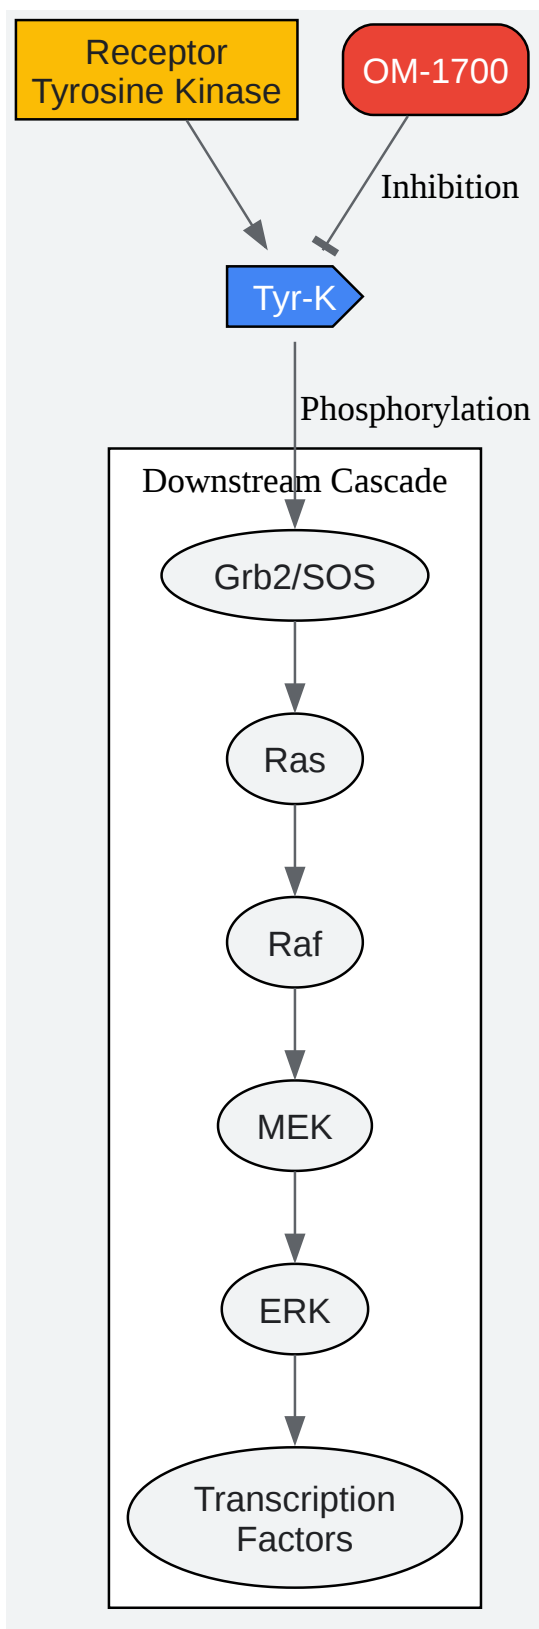 Receptor
Tyrosine Kinase
OM-1700
Inhibition
Tyr-K
Phosphorylation
Downstream Cascade
Grb2/SOS
Ras
Raf
MEK
ERK
Transcription
Factors